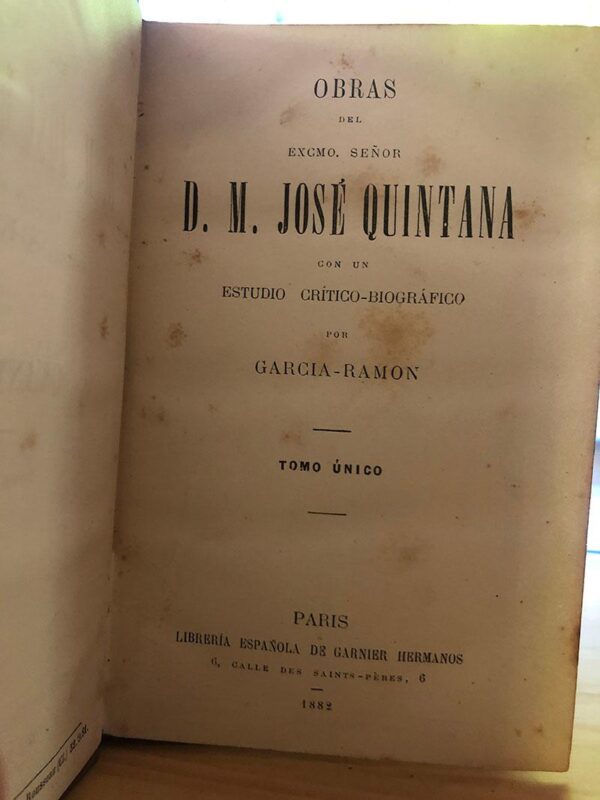 OBRAS
DEL
EXCMO. SEÑOR
D. M. JOSÉ QUINTANA
CON UN
ESTUDIO CRÍTICO-BIOGRÁFICO
POR
GARCIA-RAMON
TOMO ÚNICO
PARIS
LIBRERÍA ESPAÑOLA DE GARNIER HERMANOS
6, CALLE DES SAINTS-PÈRES, 6
1882